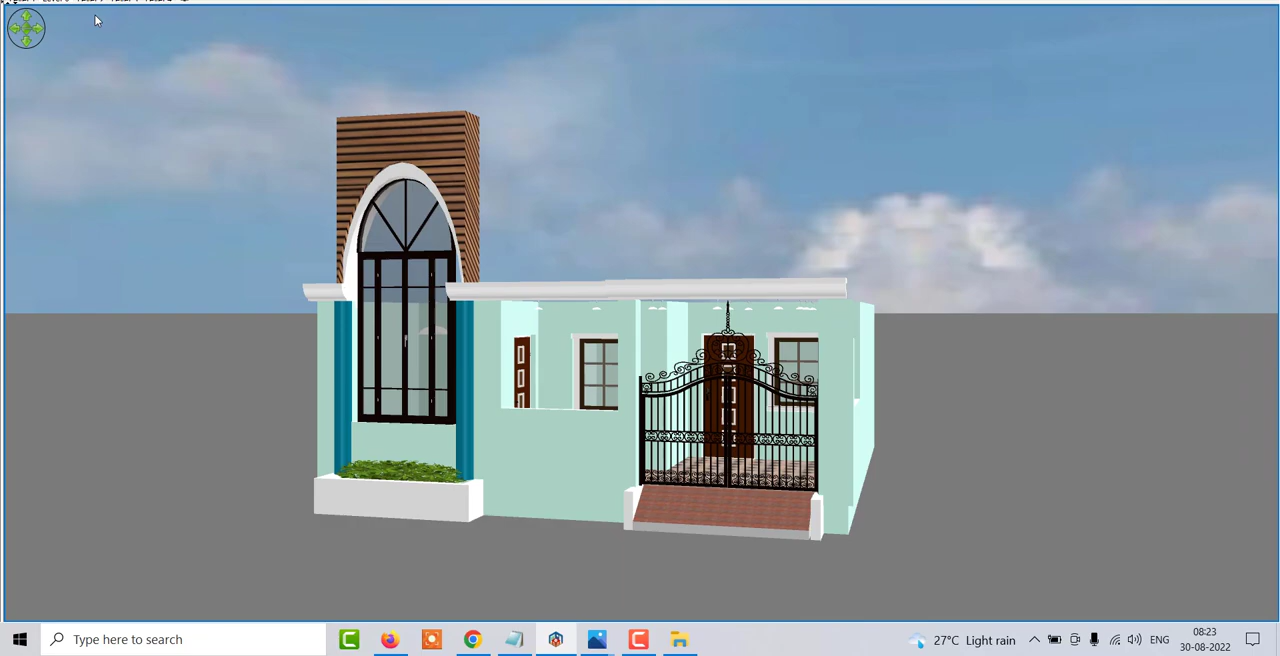 Type here to search
27°C Light rain
ENG
08:23
30-08-2022